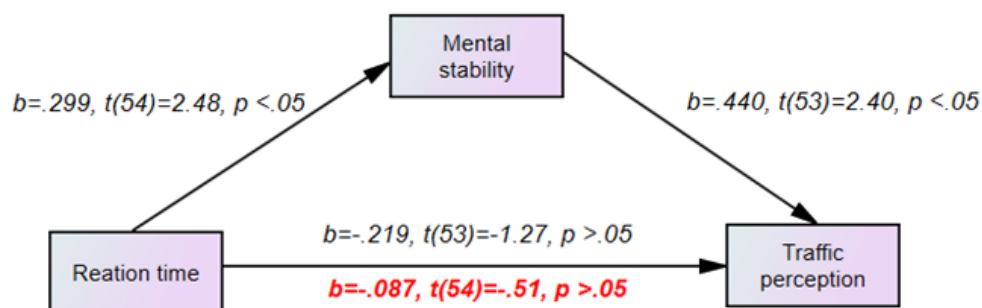 Mental
stability
b=.299, t(54)=2.48, p <.05
b=.440, t(53)=2.40, p <.05
b=-.219, t(53)=-1.27, p >.05
Reation time
Traffic
perception
b=-.087, t(54)=-.51, p >.05